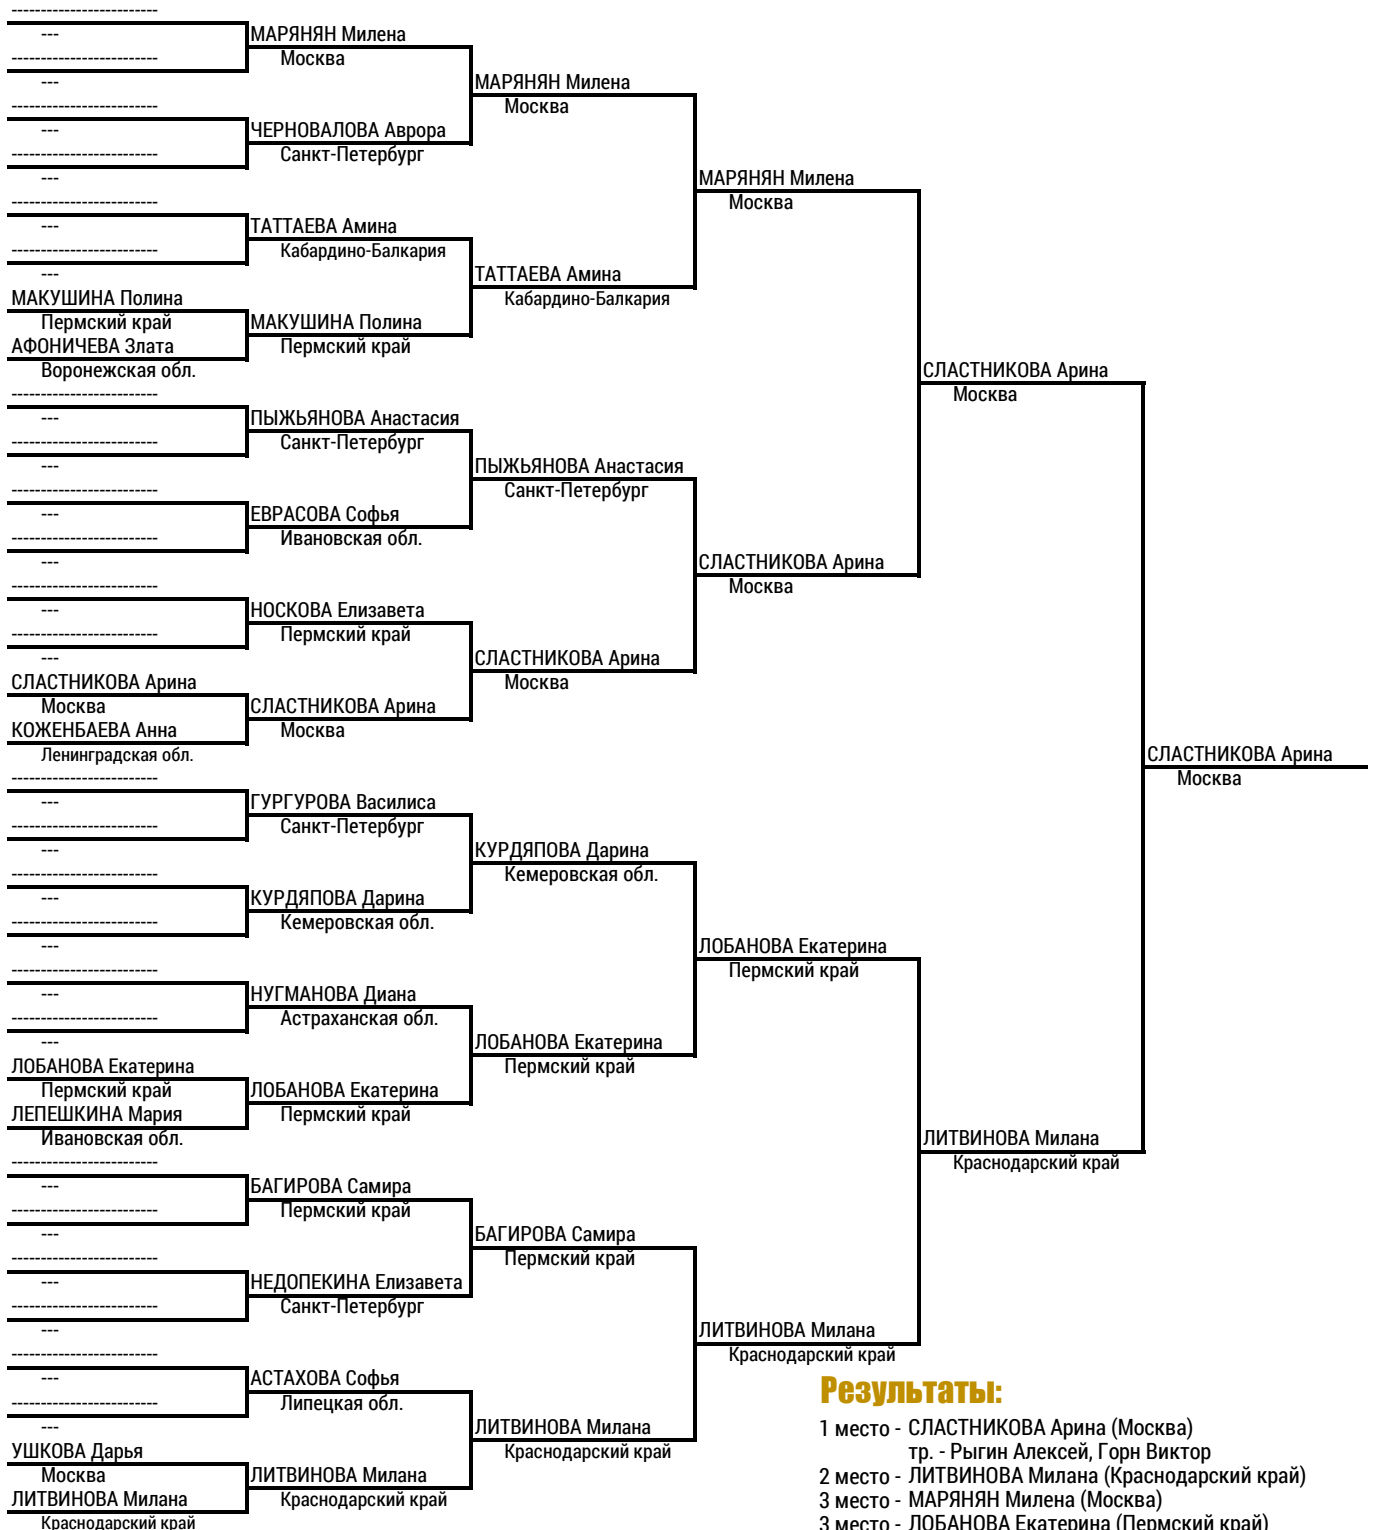 --------------------------
---
--------------------------
---
--------------------------
---
--------------------------
---
--------------------------
---
--------------------------
---
МАКУШИНА Полина
Пермский край
АФОНИЧЕВА Злата
Воронежская обл.
--------------------------
---
--------------------------
---
--------------------------
---
--------------------------
---
--------------------------
---
--------------------------
---
СЛАСТНИКОВА Арина
Москва
КОЖЕНБАЕВА Анна
Ленинградская обл.
--------------------------
---
--------------------------
---
--------------------------
---
--------------------------
---
--------------------------
---
--------------------------
---
ЛОБАНОВА Екатерина
Пермский край
ЛЕПЕШКИНА Мария
Ивановская обл.
--------------------------
---
--------------------------
---
--------------------------
---
--------------------------
---
--------------------------
---
--------------------------
---
УШКОВА Дарья
Москва
ЛИТВИНОВА Милана
Краснодарский край
МАРЯНЯН Милена
Москва
ЧЕРНОВАЛОВА Аврора
Санкт-Петербург
ТАТТАЕВА Амина
Кабардино-Балкария
МАКУШИНА Полина
Пермский край
ПЫЖЬЯНОВА Анастасия
Санкт-Петербург
ЕВРАСОВА Софья
Ивановская обл.
НОСКОВА Елизавета
Пермский край
СЛАСТНИКОВА Арина
Москва
ГУРГУРОВА Василиса
Санкт-Петербург
КУРДЯПОВА Дарина
Кемеровская обл.
НУГМАНОВА Диана
Астраханская обл.
ЛОБАНОВА Екатерина
Пермский край
БАГИРОВА Самира
Пермский край
НЕДОПЕКИНА Елизавета
Санкт-Петербург
АСТАХОВА Софья
Липецкая обл.
ЛИТВИНОВА Милана
Краснодарский край
МАРЯНЯН Милена
Москва
ТАТТАЕВА Амина
Кабардино-Балкария
ПЫЖЬЯНОВА Анастасия
Санкт-Петербург
СЛАСТНИКОВА Арина
Москва
КУРДЯПОВА Дарина
Кемеровская обл.
ЛОБАНОВА Екатерина
Пермский край
БАГИРОВА Самира
Пермский край
ЛИТВИНОВА Милана
Краснодарский край
МАРЯНЯН Милена
Москва
СЛАСТНИКОВА Арина
Москва
ЛОБАНОВА Екатерина
Пермский край
ЛИТВИНОВА Милана
Краснодарский край
СЛАСТНИКОВА Арина
Москва
ЛИТВИНОВА Милана
Краснодарский край
СЛАСТНИКОВА Арина
Москва
Результаты:
1 место - СЛАСТНИКОВА Арина (Москва)
тр. - Рыгин Алексей, Горн Виктор
2 место - ЛИТВИНОВА Милана (Краснодарский край)
3 место - МАРЯНЯН Милена (Москва)
3 место - ЛОБАНОВА Екатерина (Пермский край)